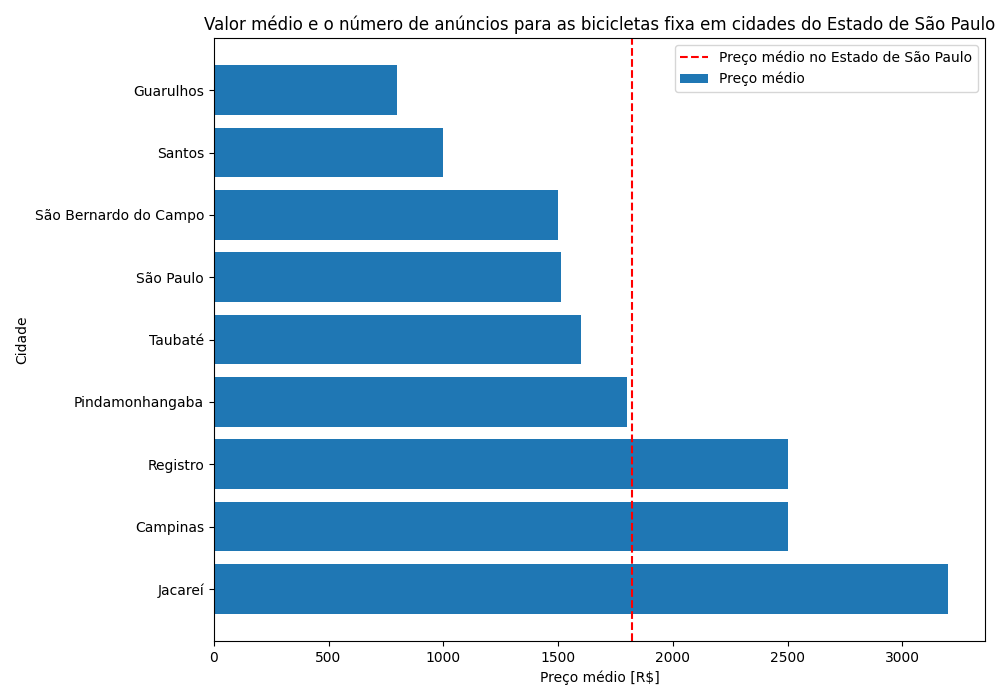 Valor médio e o número de anúncios para as bicicletas fixa em cidades do Estado de São Paulo
Preço médio no Estado de São Paulo
Preço médio
Guarulhos
Santos
São Bernardo do Campo
São Paulo
Taubaté
Pindamonhangaba
Registro
Campinas
Jacareí
Cidade
0 500 1000 1500 2000 2500 3000
Preço médio [R$]